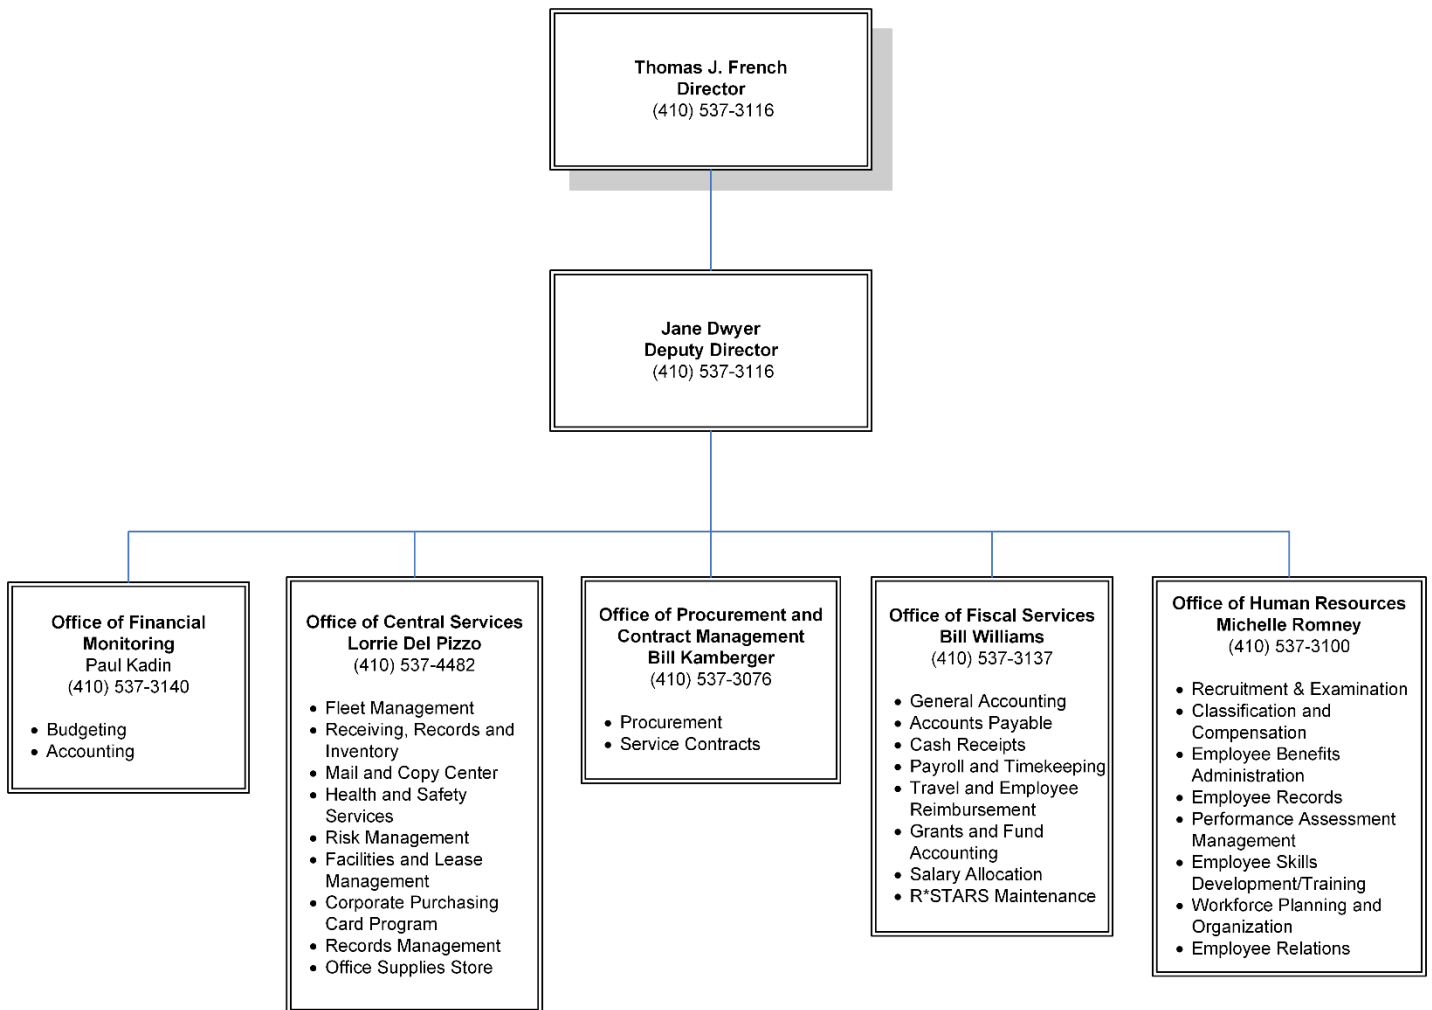 Thomas J. French
Director
(410) 537-3116
Jane Dwyer
Deputy Director
(410) 537-3116
Office of Financial
Monitoring
Paul Kadin
(410) 537-3140
• Budgeting
• Accounting
Office of Central Services
Lorrie Del Pizzo
(410) 537-4482
• Fleet Management
• Receiving, Records and
Inventory
• Mail and Copy Center
• Health and Safety
Services
• Risk Management
• Facilities and Lease
Management
• Corporate Purchasing
Card Program
• Records Management
• Office Supplies Store
Office of Procurement and
Contract Management
Bill Kamberger
(410) 537-3076
• Procurement
• Service Contracts
Office of Fiscal Services
Bill Williams
(410) 537-3137
• General Accounting
• Accounts Payable
• Cash Receipts
• Payroll and Timekeeping
• Travel and Employee
Reimbursement
• Grants and Fund
Accounting
• Salary Allocation
• R*STARS Maintenance
Office of Human Resources
Michelle Romney
(410) 537-3100
• Recruitment & Examination
• Classification and
Compensation
• Employee Benefits
Administration
• Employee Records
• Performance Assessment
Management
• Employee Skills
Development/Training
• Workforce Planning and
Organization
• Employee Relations